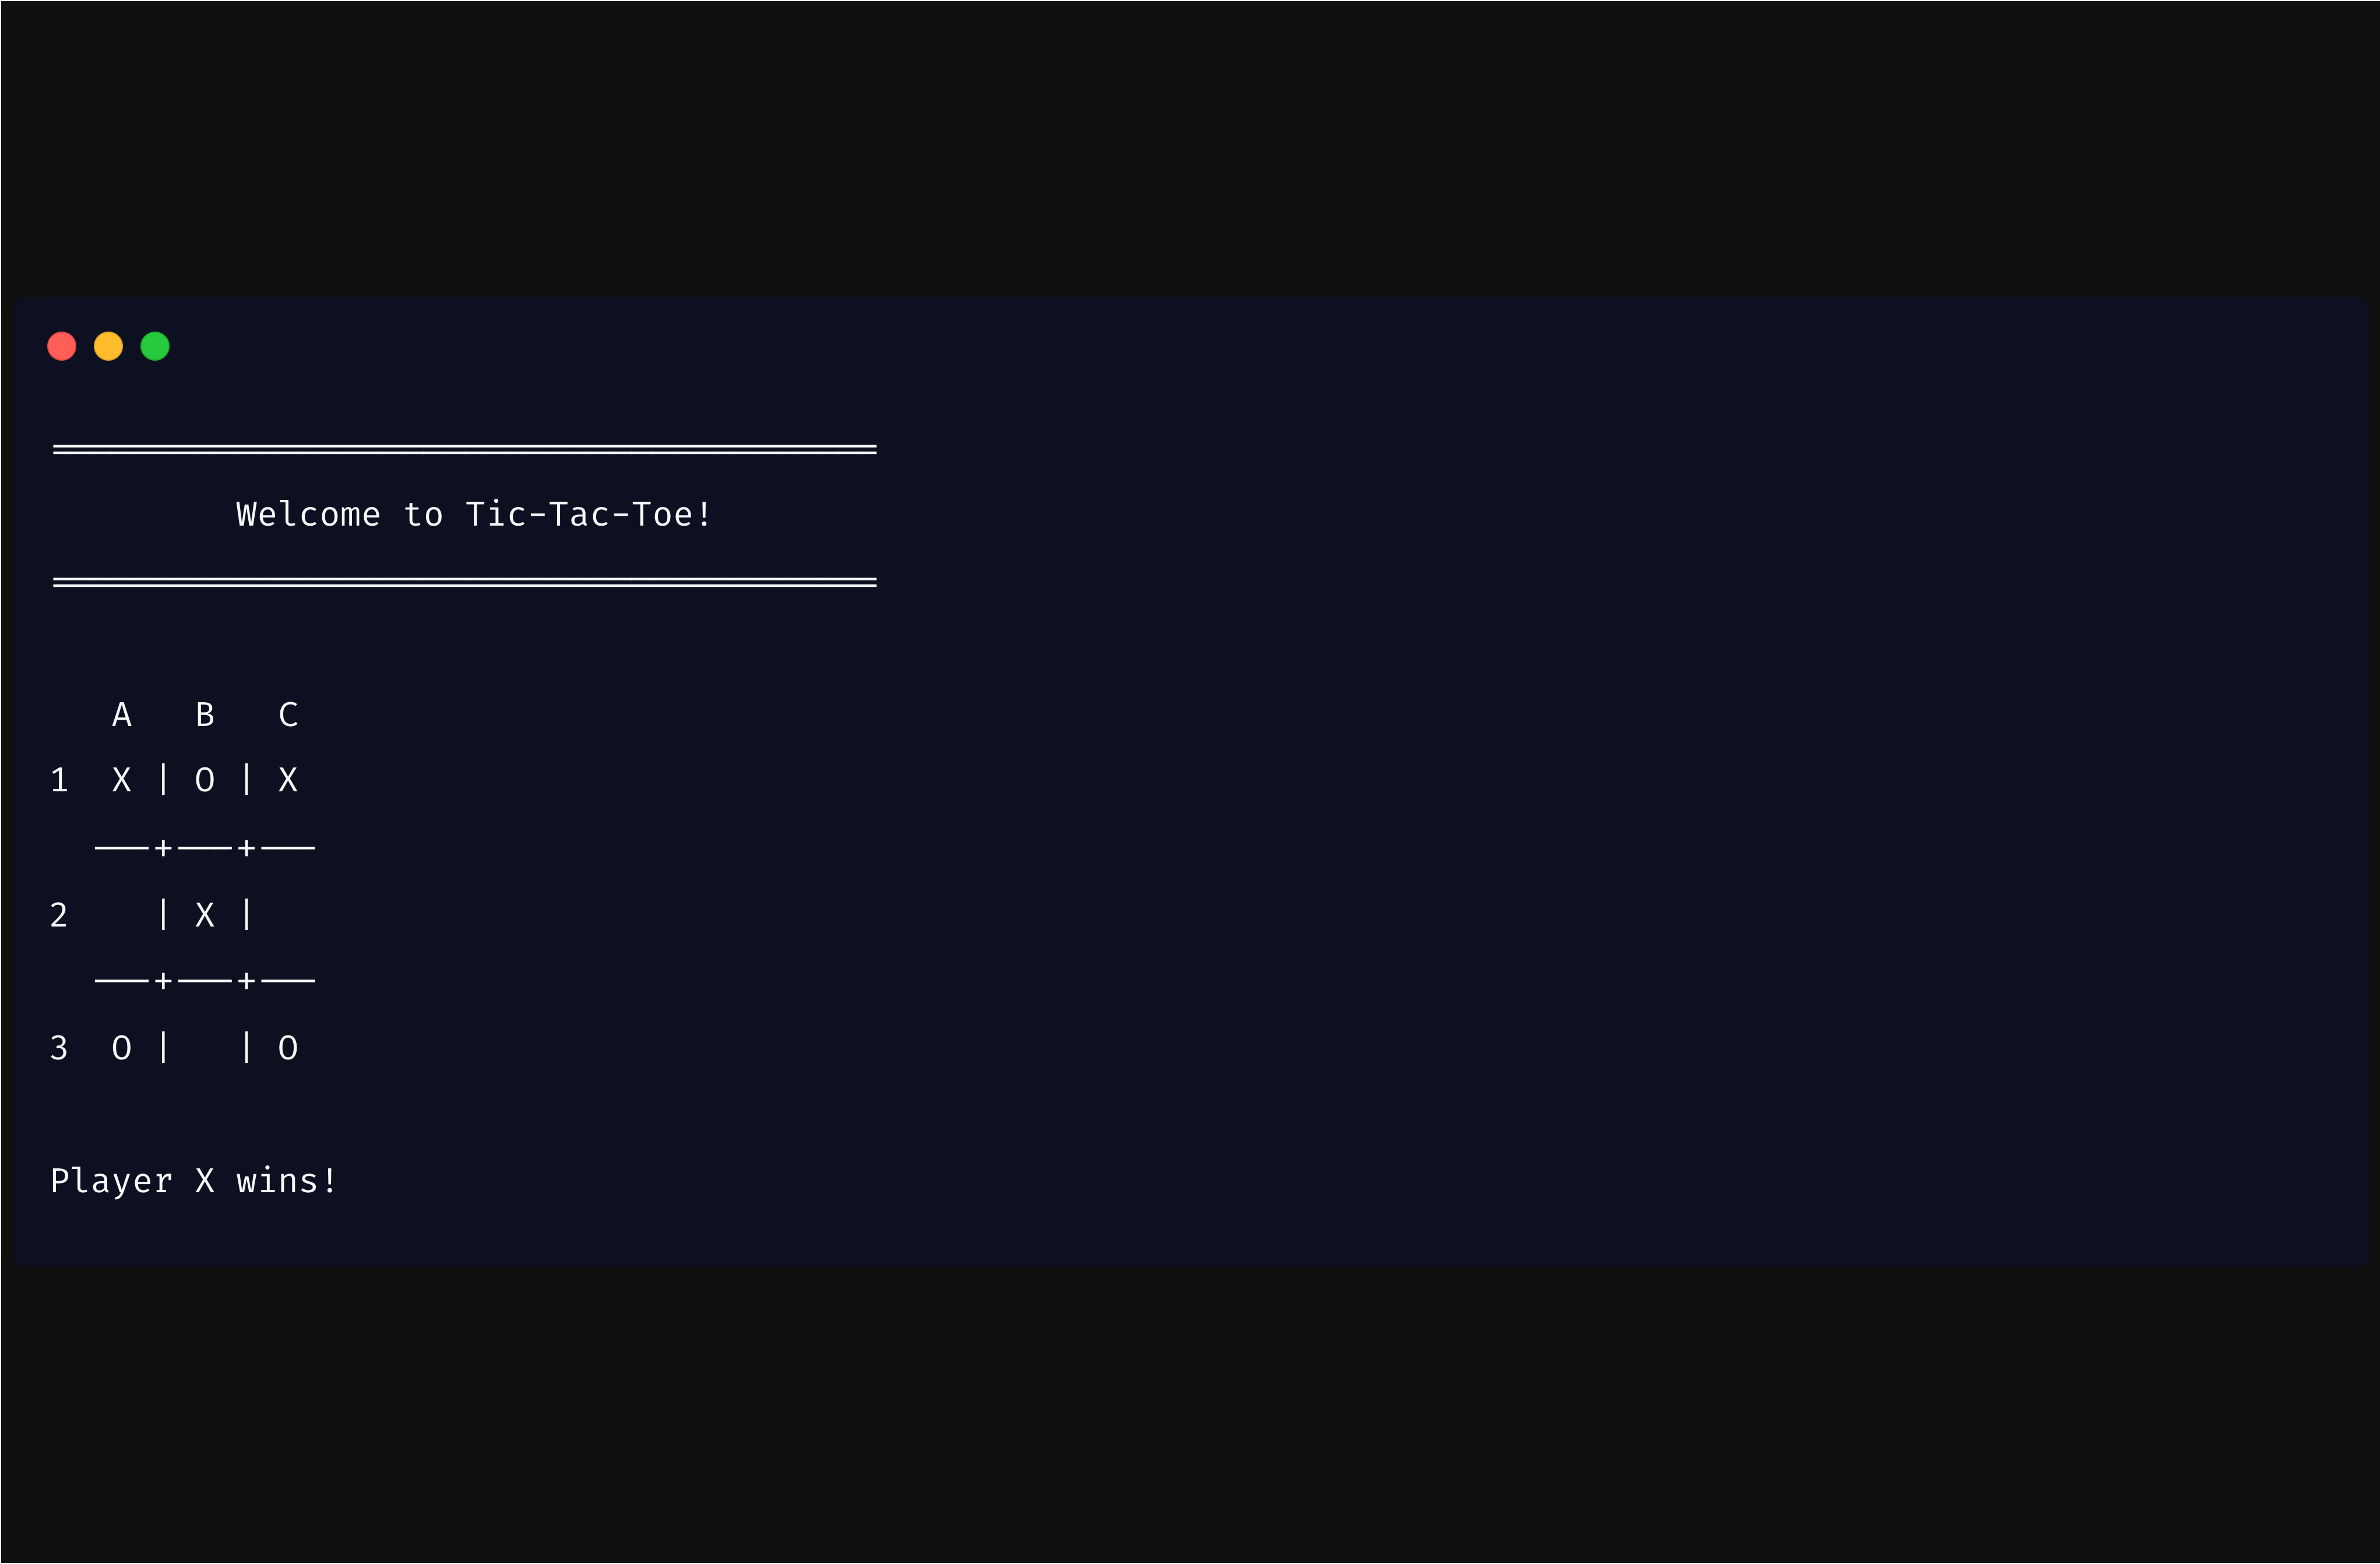 ========================================
         Welcome to Tic-Tac-Toe!
========================================
   A   B   C
1  X | O | X
  ---+---+---
2    | X |
  ---+---+---
3  O |   | O
Player X wins!